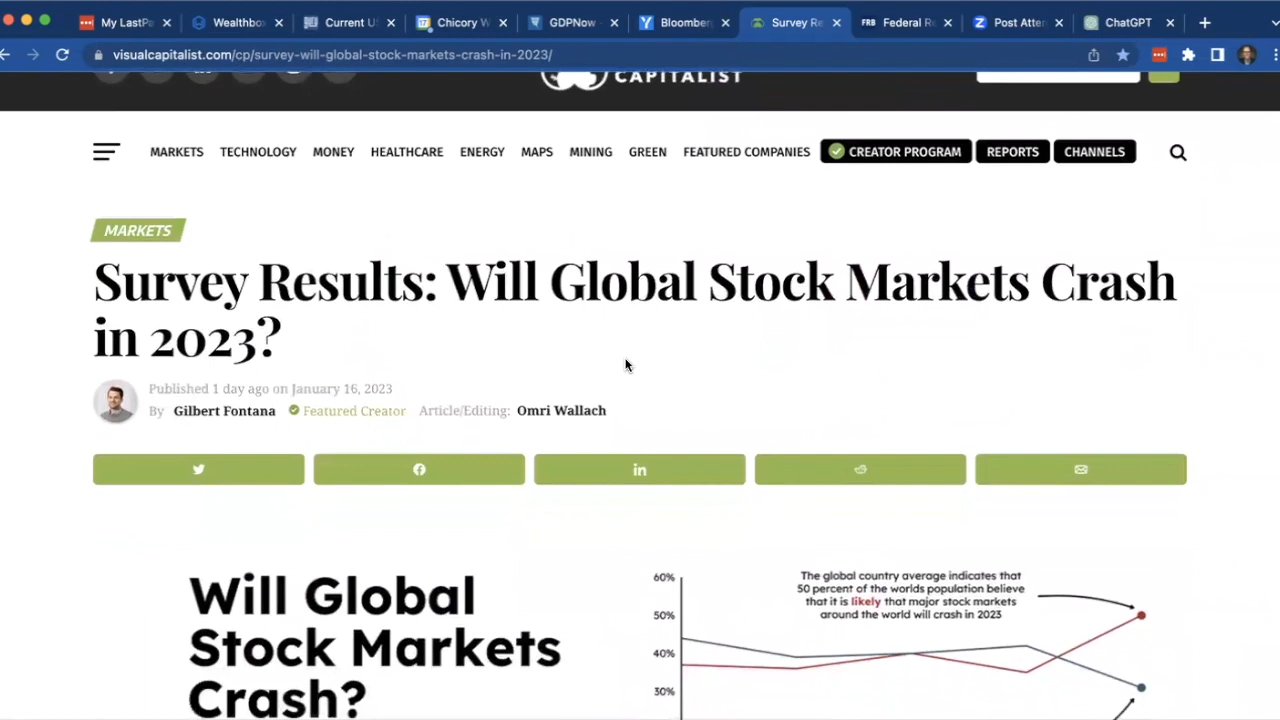 My LastPa
Wealthbox
Current U
Chicory W
GDPNow -
Bloomberg
Survey Re
Federal Re
Post Atten
ChatGPT
visualcapitalist.com/cp/survey-will-global-stock-markets-crash-in-2023/
CAPITALIST
MARKETS TECHNOLOGY MONEY HEALTHCARE ENERGY MAPS MINING GREEN FEATURED COMPANIES CREATOR PROGRAM REPORTS CHANNELS
MARKETS
Survey Results: Will Global Stock Markets Crash
in 2023?
Published 1 day ago on January 16, 2023
By Gilbert Fontana Featured Creator Article/Editing: Omri Wallach
Will Global
Stock Markets
Crash?
60%
50%
40%
30%
The global country average indicates that
50 percent of the worlds population believe
that it is likely that major stock markets
around the world will crash in 2023